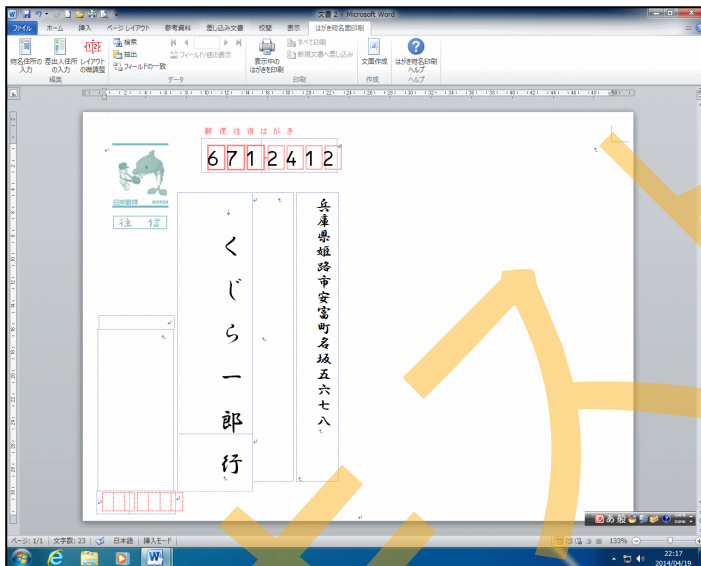 文書 2 - Microsoft Word
ファイル ホーム 挿入 ページ レイアウト 参考資料 差し込み文書 校閲 表示 はがき宛名面印刷
宛名住所の入力 差出人住所の入力 レイアウトの微調整
検索
抽出
フィールドの一致
フィールド/値の表示
表示中のはがきを印刷
すべて印刷
新規文書へ差し込み
文面作成
はがき宛名印刷ヘルプ
編集 データ 印刷 作成 ヘルプ
郵便往復はがき
6712412
日本郵便 NIPPON
往信
兵庫県姫路市安富町名坂五六七八
くじら一郎 行
あ 般
ページ: 1/1 文字数: 23 日本語 挿入モード 133%
22:17
2014/04/19